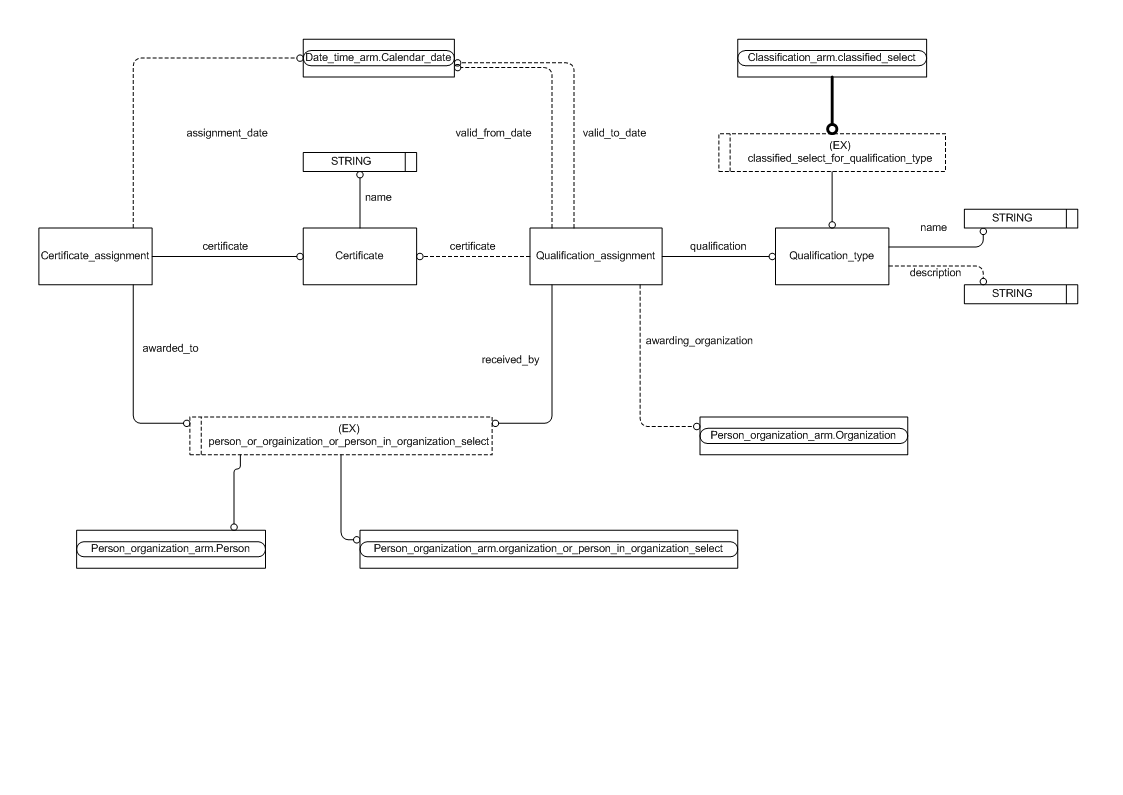 Date_time_arm.Calendar_date
Classification_arm.classified_select
assignment_date
valid_from_date
valid_to_date
(EX)
classified_select_for_qualification_type
STRING
name
STRING
name
Certificate_assignment
certificate
Certificate
certificate
Qualification_assignment
qualification
Qualification_type
description
STRING
awarded_to
received_by
awarding_organization
(EX)
person_or_orgainization_or_person_in_organization_select
Person_organization_arm.Organization
Person_organization_arm.Person
Person_organization_arm.organization_or_person_in_organization_select